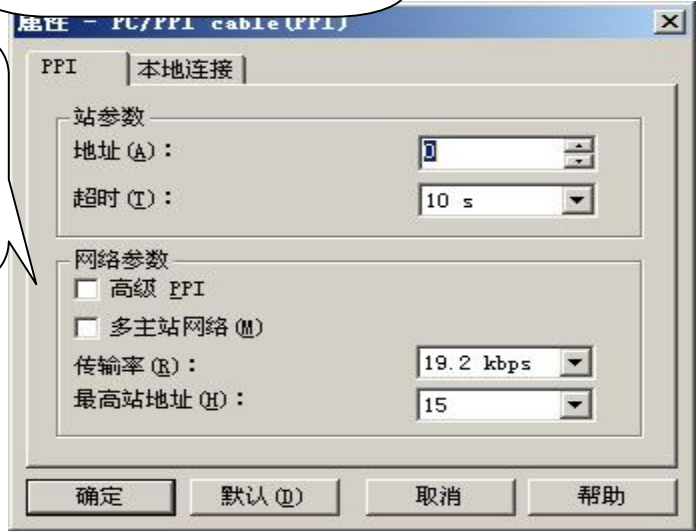 属性 - PC/PPI cable(PPI)
PPI 本地连接
站参数
地址(A)： 0
超时(T)： 10 s
网络参数
高级 PPI
多主站网络(M)
传输率(R)： 19.2 kbps
最高站地址(H)： 15
确定 默认(D) 取消 帮助